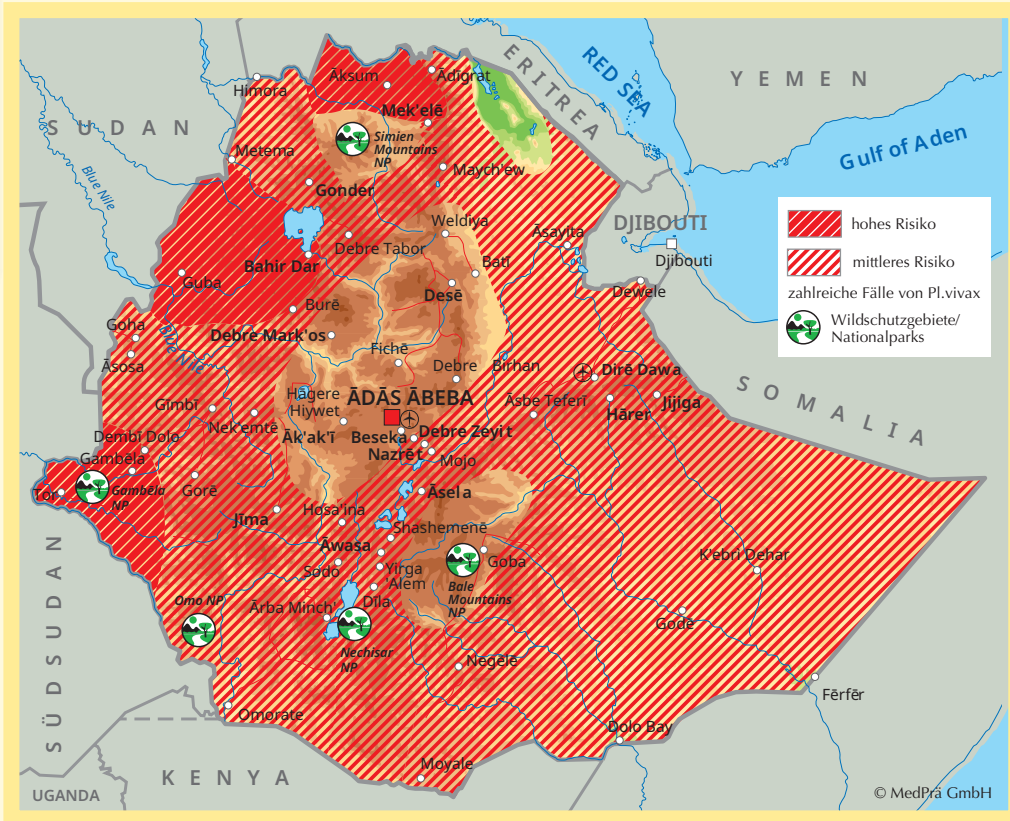 ERITREA
RED SEA
YEMEN
SUDAN
Gulf of Aden
Āksum
Ādīgrat
Himora
Mek'elē
Simien
Mountains
NP
Metema
Maych'ew
Blue Nile
Gonder
Weldiya
DJIBOUTI
Āsayita
Debre Tabor
Djibouti
Bahir Dar
Batī
Guba
Desē
Dewele
hohes Risiko
mittleres Risiko
zahlreiche Fälle von Pl.vivax
Wildschutzgebiete/
Nationalparks
Burē
Goha
Debre Mark'os
Blue Nile
Fichē
Āsosa
Debre Birhan
Dirē Dawa
SOMALIA
Hāgere
Hiywet
ĀDĀS ĀBEBA
Āsbe Teferī
Jijiga
Gīmbī
Hārer
Nek'emtē
Dembī Dolo
Āk'ak'ī
Beseka
Debre Zeyit
Nazrēt
Mojo
Gambēla
Tor
Gambēla
NP
Gorē
Āsela
Jīma
Hosa'ina
Shashemenē
Āwasa
K'ebrī Dehar
Sodo
Yirga
'Alem
Goba
Bale
Mountains
NP
SÜDSUDAN
Omo NP
Ārba Minch'
Dīla
Godē
Nechisar
NP
Negēlē
Fērfēr
Omorate
Dolo Bay
Moyale
KENYA
UGANDA
© MedPrä GmbH